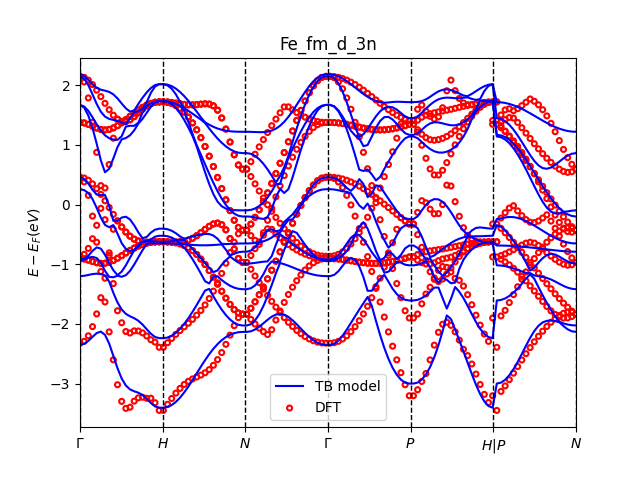 Fe_fm_d_3n
E − E_F(eV)
2
1
0
−1
−2
−3
TB model
DFT
Γ H N Γ P H|P N